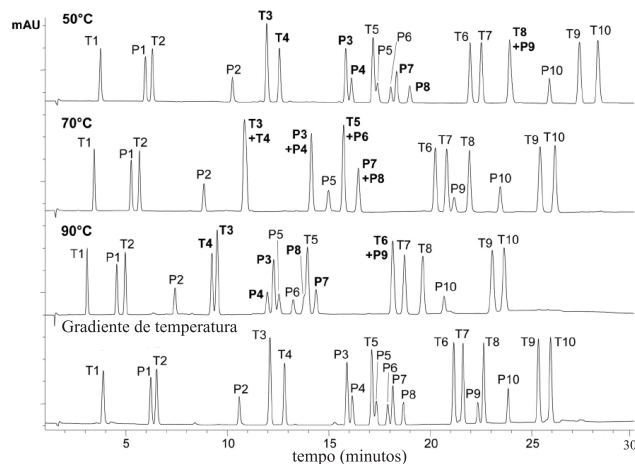 mAU
50°C
T1 P1 T2 P2 T3 T4 P3 P4 T5 P5 P6 P7 P8 T6 T7 T8 +P9 P10 T9 T10
70°C
T1 P1 T2 P2 T3 +T4 P3 +P4 P5 T5 +P6 P7 +P8 T6 T7 P9 T8 P10 T9 T10
90°C
T1 P1 T2 P2 T4 T3 P4 P3 P5 P6 P8 T5 P7 T6 +P9 T7 T8 P10 T9 T10
Gradiente de temperatura
T1 P1 T2 P2 T3 T4 P3 P4 T5 P5 P6 P7 P8 T6 T7 P9 T8 P10 T9 T10
5 10 15 20 25 30
tempo (minutos)